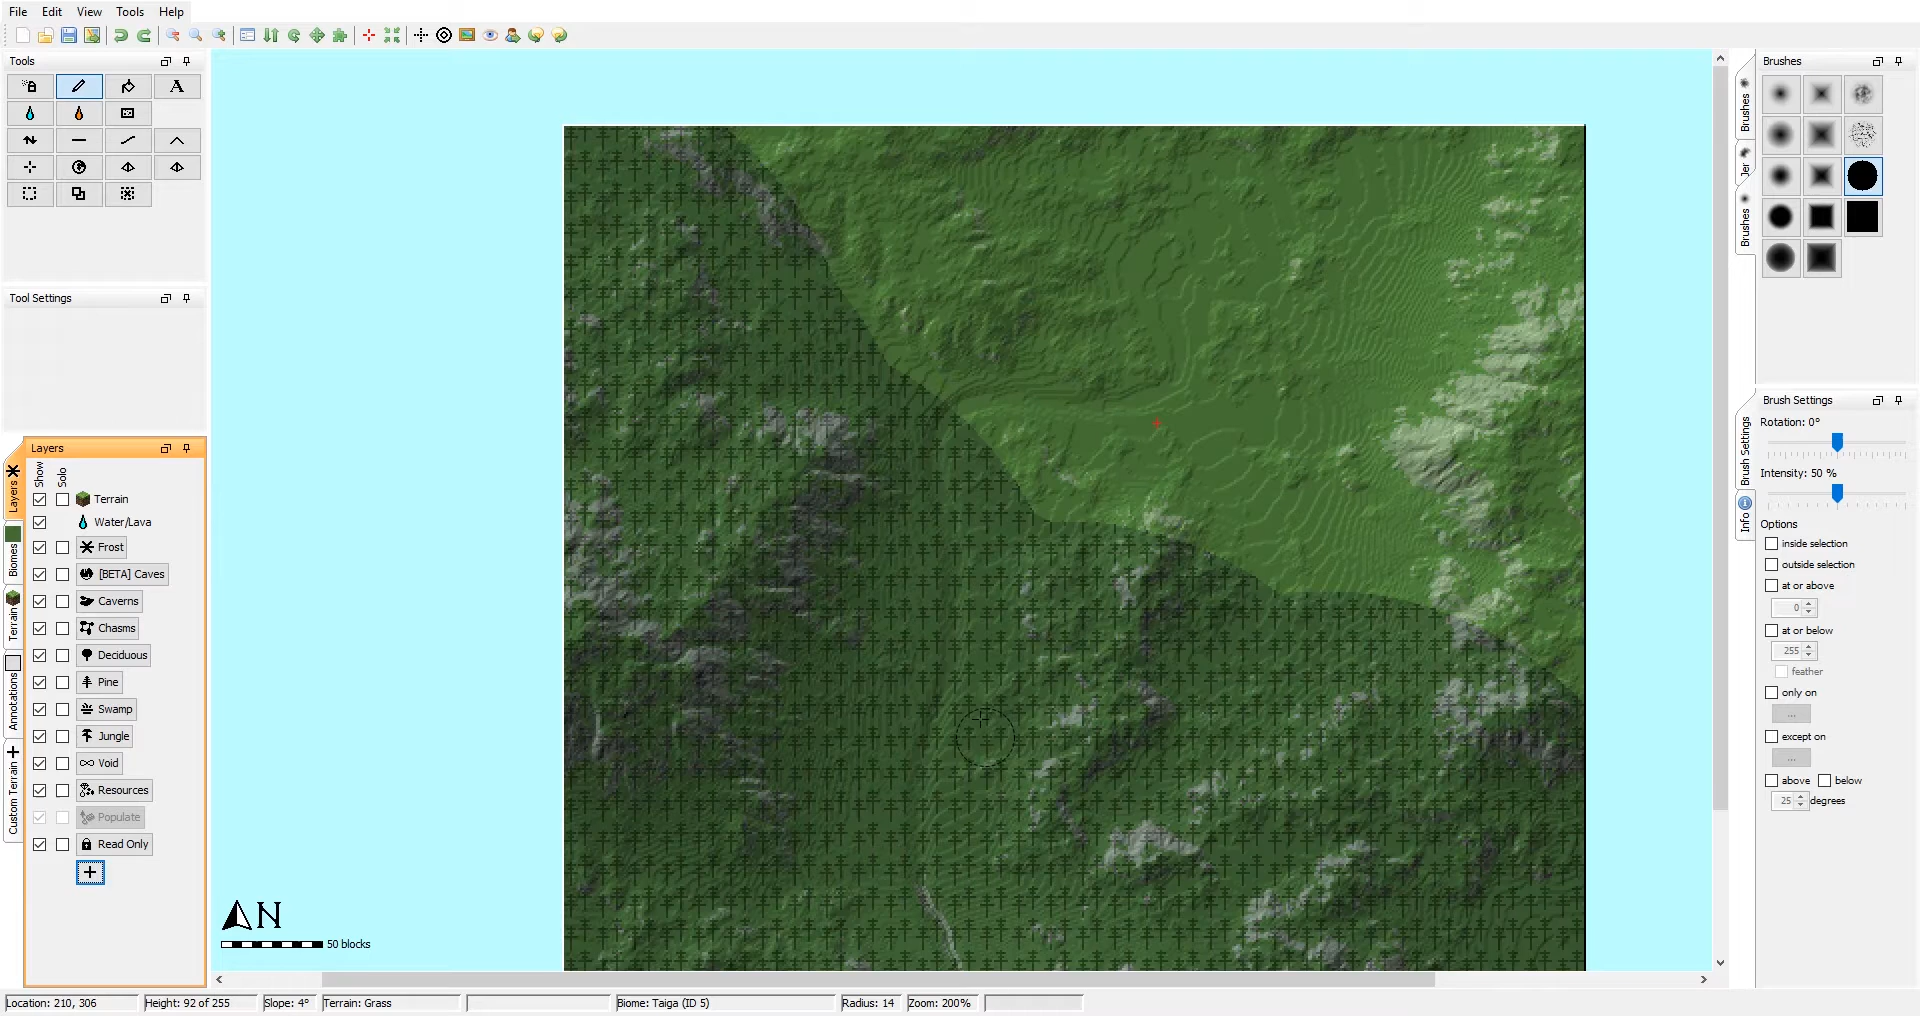 File Edit View Tools Help
Tools
A
Tool Settings
Layers
Show
Solo
Terrain
Water/Lava
Frost
[BETA] Caves
Caverns
Chasms
Deciduous
Pine
Swamp
Jungle
Void
Resources
Populate
Read Only
Layers
Biomes
Terrain
Annotations
Custom Terrain
N
50 blocks
Brushes
Jer
Brushes
Brushes
Brush Settings
Info
Brush Settings
Rotation: 0°
Intensity: 50 %
Options
inside selection
outside selection
at or above
0
at or below
255
feather
only on
...
except on
...
above below
25 degrees
Location: 210, 306 Height: 92 of 255 Slope: 4° Terrain: Grass Biome: Taiga (ID 5) Radius: 14 Zoom: 200%